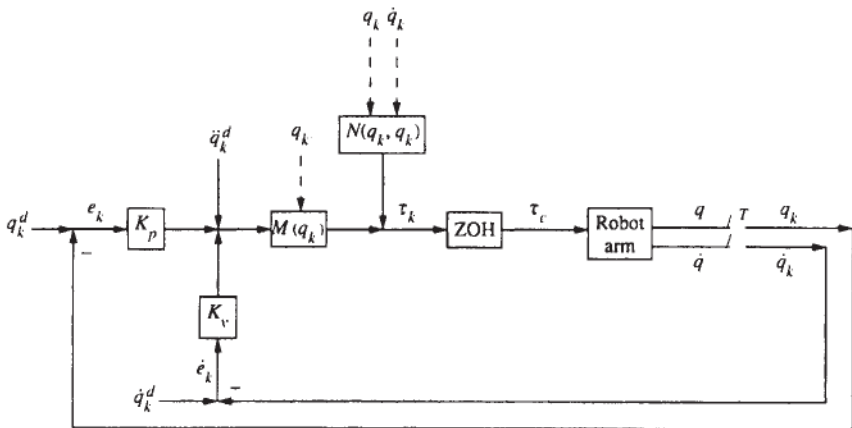 q_k q̇_k
N(q_k, q_k)
q̈_k^d
q_k
q_k^d
e_k
K_p
M(q_k)
τ_k
ZOH
τ_c
Robot
arm
q
T
q_k
q̇
q̇_k
K_v
ė_k
q̇_k^d
−
−